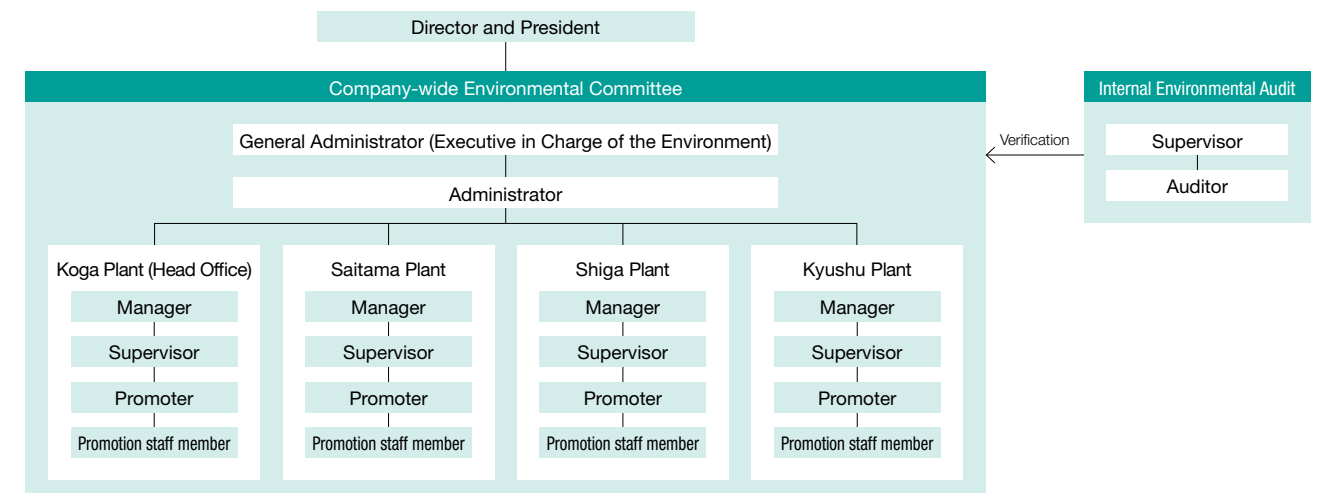 Director and President
Company-wide Environmental Committee
General Administrator (Executive in Charge of the Environment)
Administrator
Koga Plant (Head Office)
Manager
Supervisor
Promoter
Promotion staff member
Saitama Plant
Manager
Supervisor
Promoter
Promotion staff member
Shiga Plant
Manager
Supervisor
Promoter
Promotion staff member
Kyushu Plant
Manager
Supervisor
Promoter
Promotion staff member
Verification
Internal Environmental Audit
Supervisor
Auditor